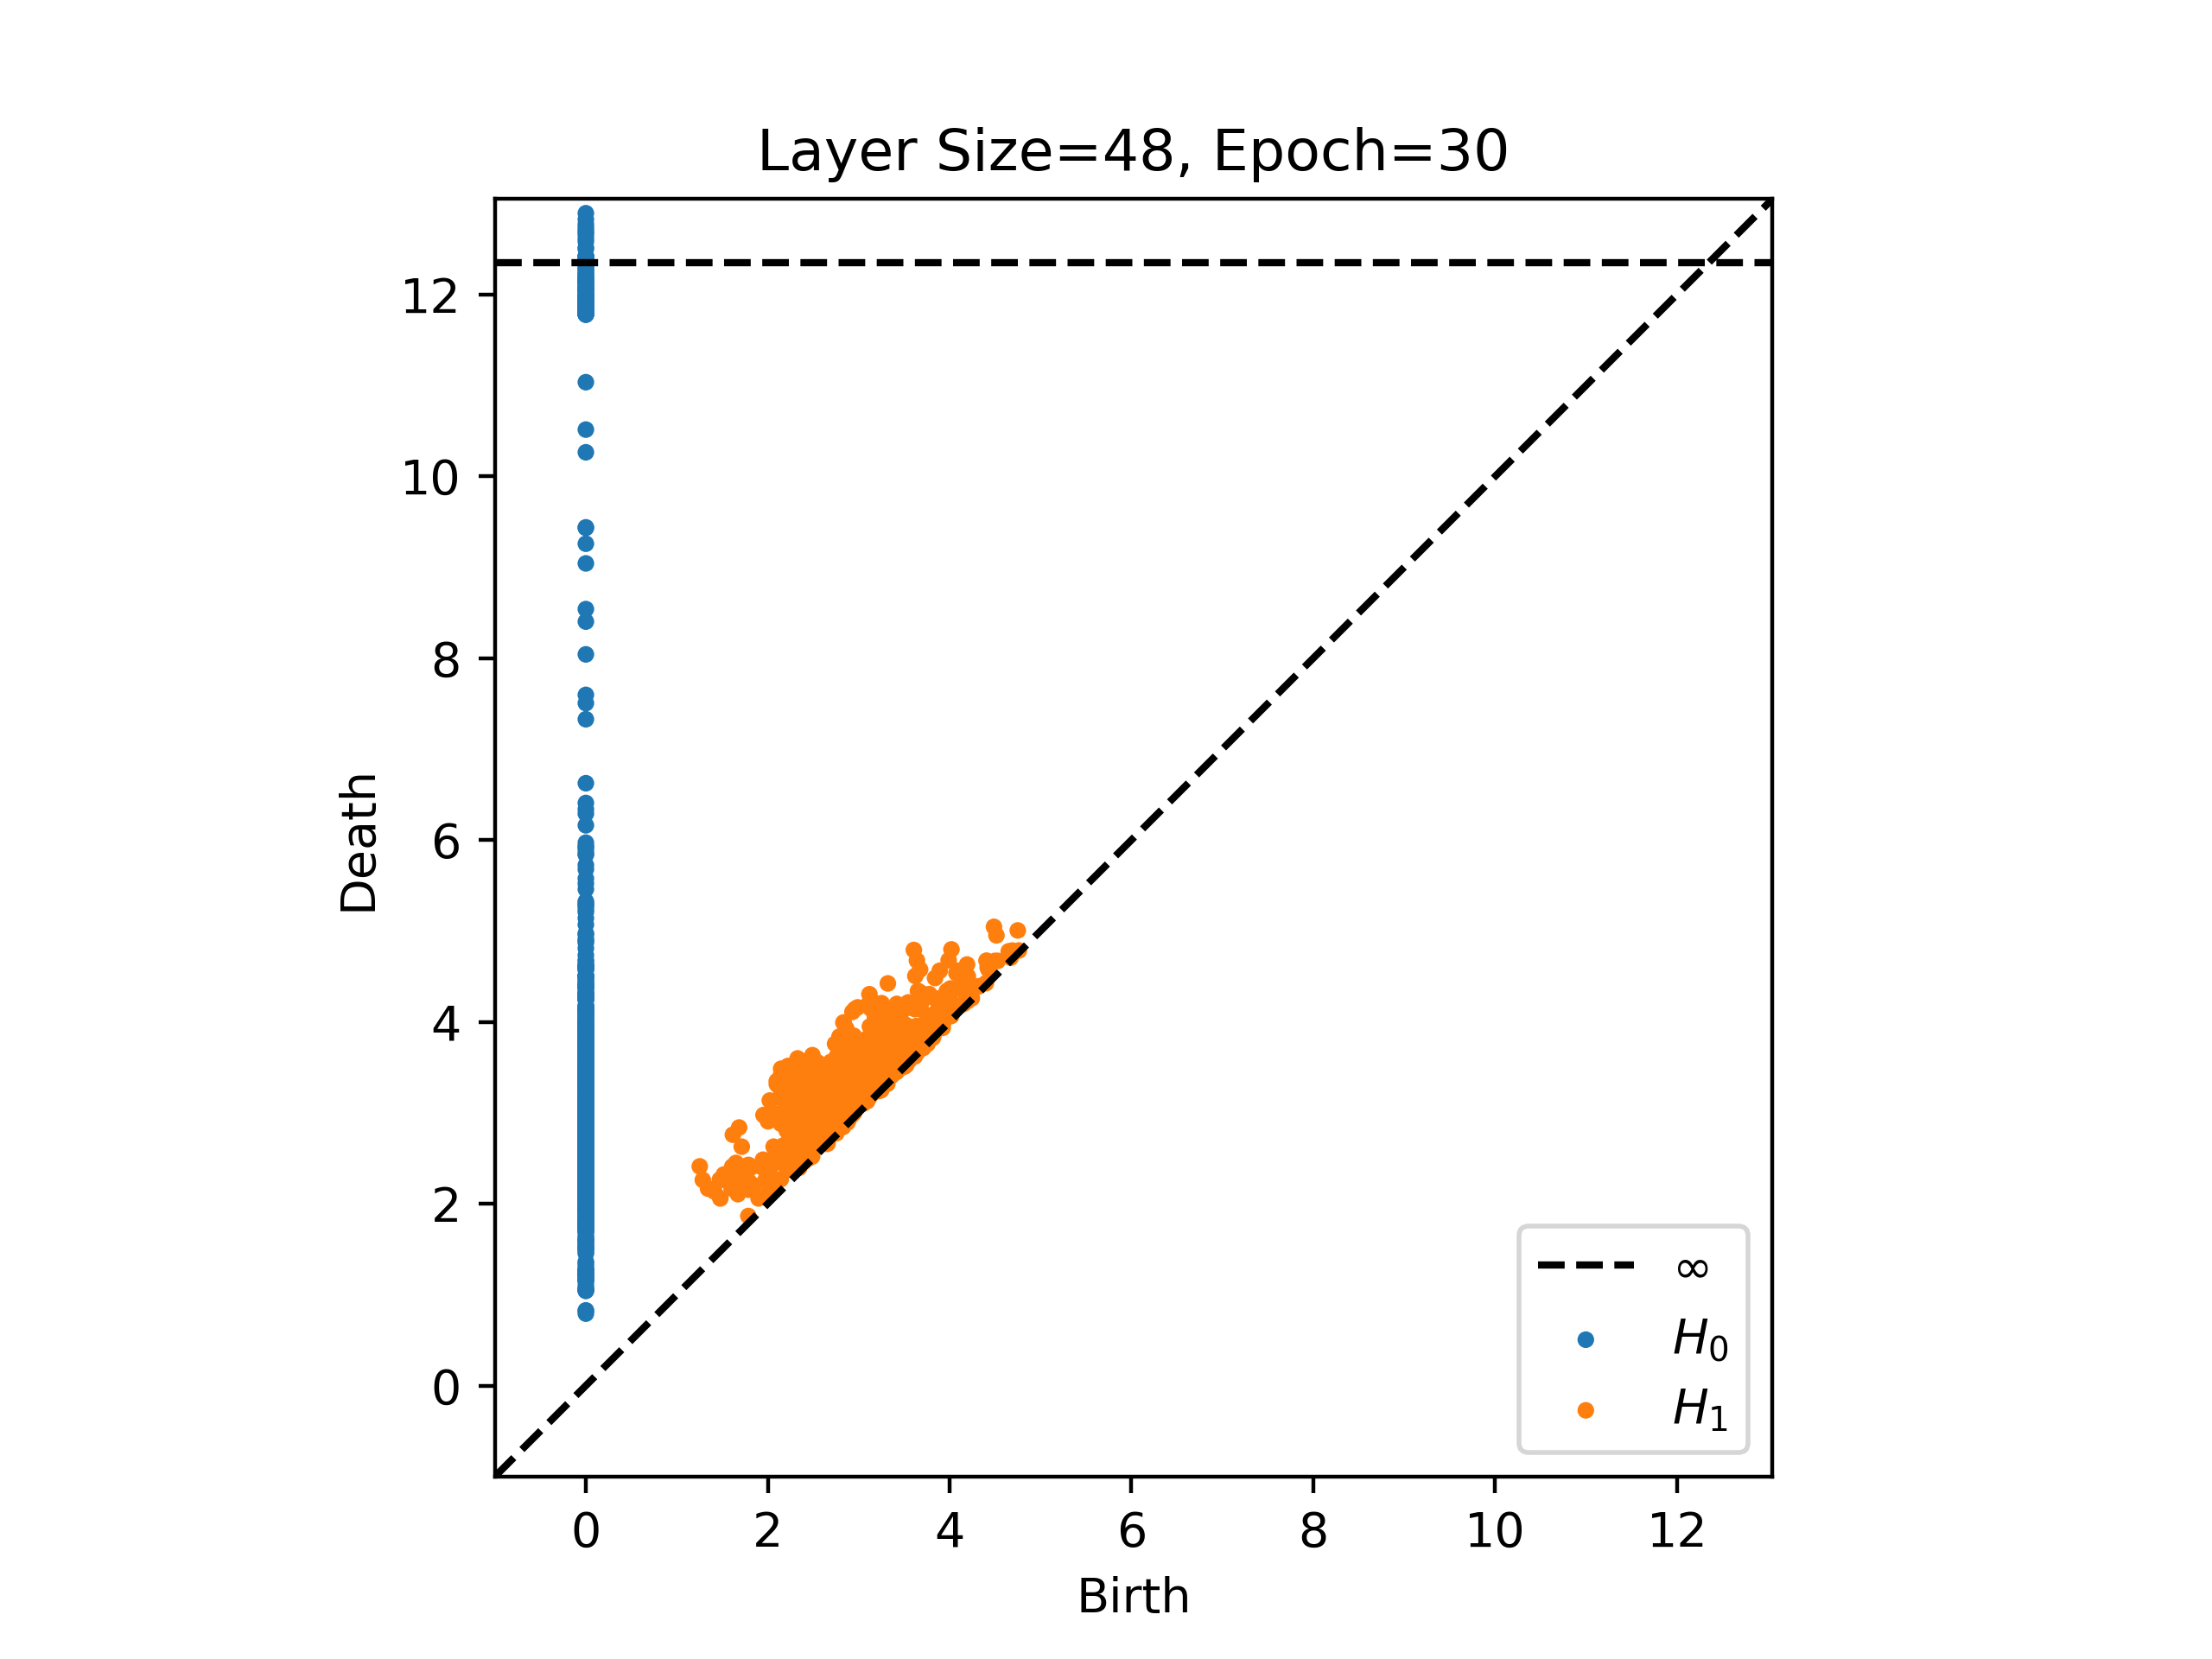 Layer Size=48, Epoch=30
12
10
8
6
4
2
0
Death
0 2 4 6 8 10 12
Birth
∞
H₀
H₁